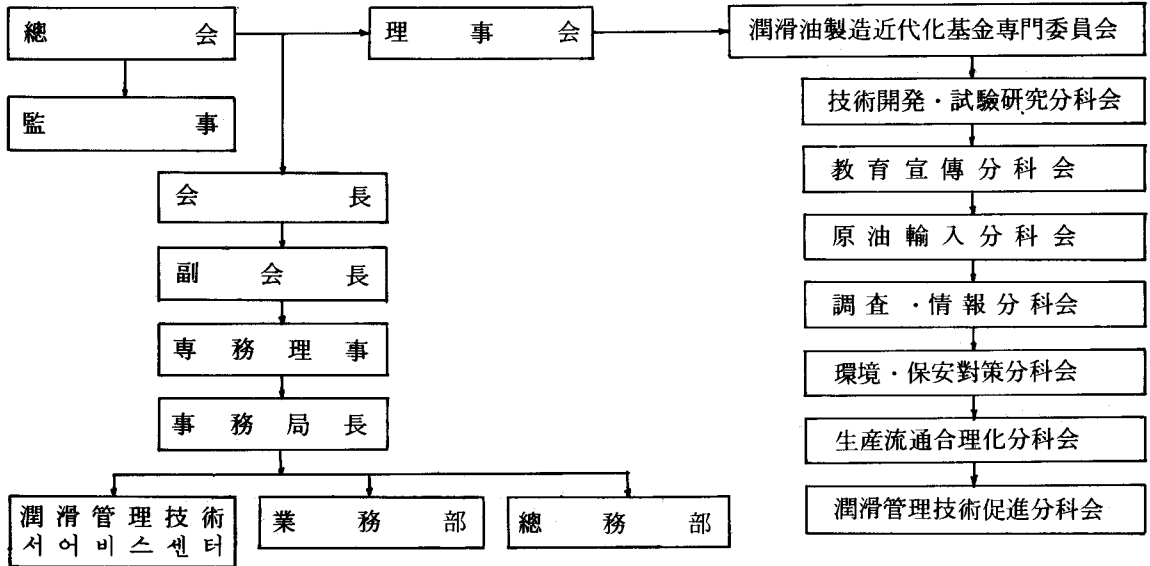 總会
理事会
潤滑油製造近代化基金専門委員会
監事
技術開発・試驗研究分科会
教育宣傳分科会
会長
原油輸入分科会
副会長
調査・情報分科会
専務理事
環境・保安對策分科会
事務局長
生産流通合理化分科会
潤滑管理技術
서어비스센터
業務部
總務部
潤滑管理技術促進分科会